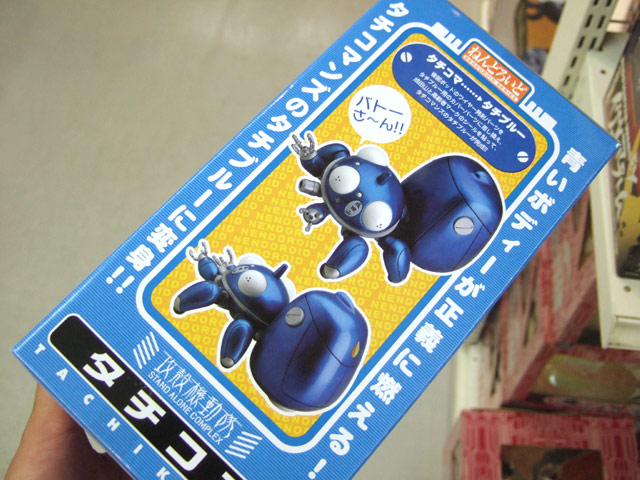 ねんどろいど
青いボディーが正義に燃える!
タチコマンズのタチブルーに変身!!
タチコマ……→タチブルー
バトー
さ〜ん!!
NENDOROID
攻殻機動隊
STAND ALONE COMPLEX
タチコ
TACHIK